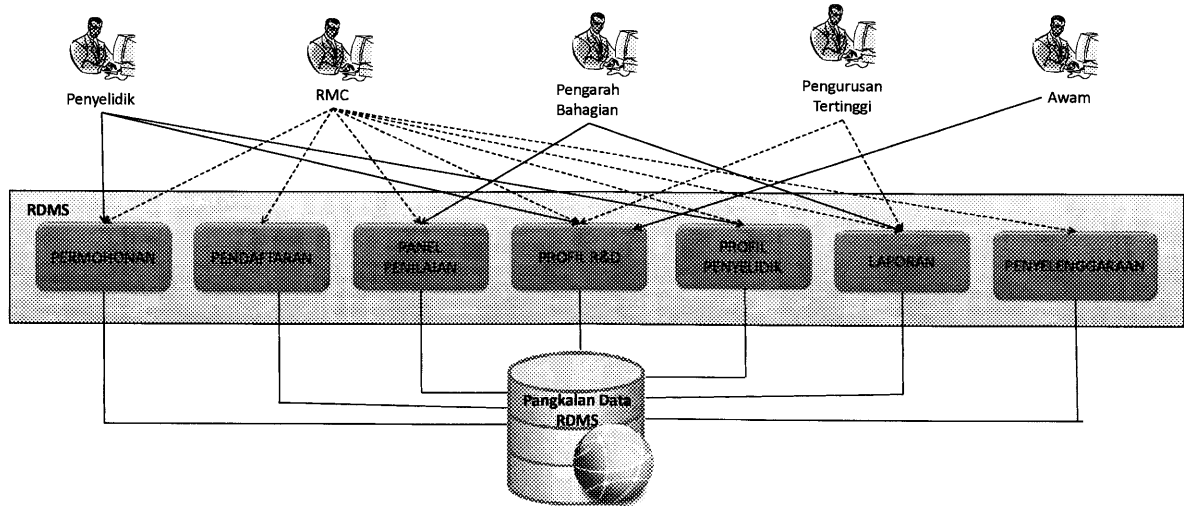 Penyelidik
RMC
Pengarah
Bahagian
Pengurusan
Tertinggi
Awam
RDMS
PERMOHONAN
PENDAFTARAN
PANEL
PENILAIAN
PROFIL R&D
PROFIL
PENYELIDIK
LAPORAN
PENYELENGGARAAN
Pangkalan Data
RDMS